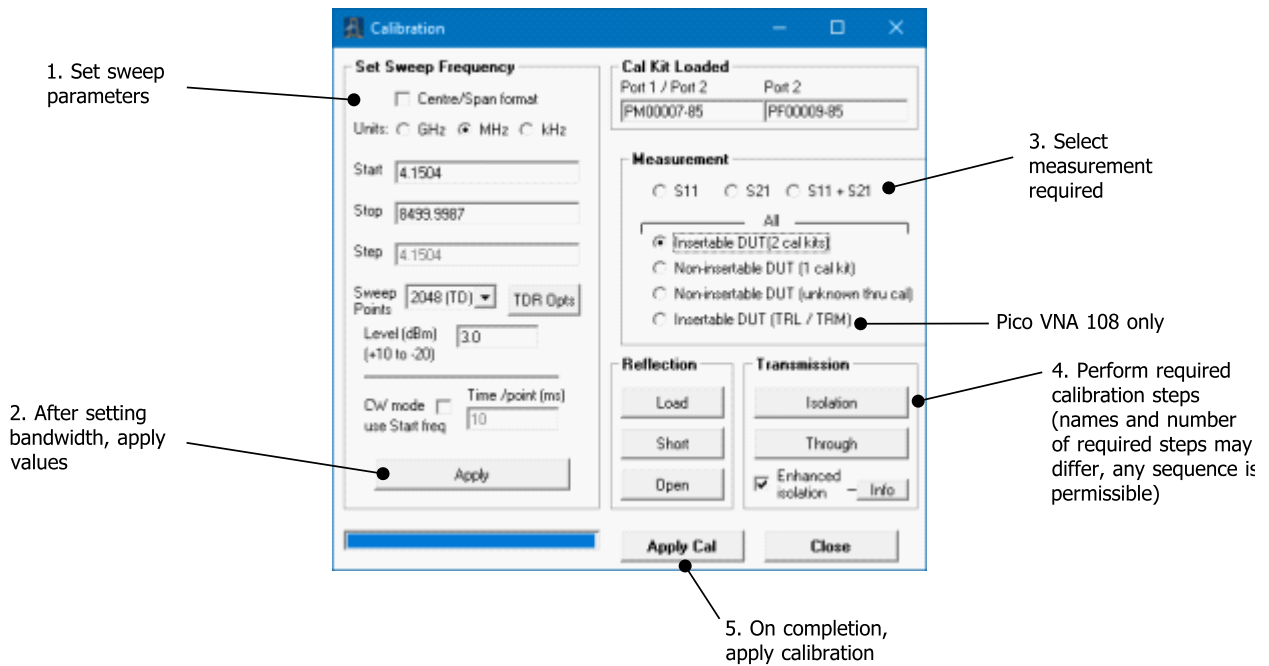 Calibration
1. Set sweep
parameters
Set Sweep Frequency
Centre/Span format
Units: GHz MHz kHz
Start 4.1504
Stop 8499.9987
Step 4.1504
Sweep
Points
2048 (TD)
TDR Opts
Level (dBm)
(+10 to -20)
3.0
CW mode
use Start freq
Time /point (ms)
10
2. After setting
bandwidth, apply
values
Apply
Cal Kit Loaded
Port 1 / Port 2 Port 2
PM00007-85 PF00009-85
Measurement
S11 S21 S11 + S21
All
Insertable DUT(2 cal kits)
Non-insertable DUT (1 cal kit)
Non-insertable DUT (unknown thru cal)
Insertable DUT (TRL / TRM)
3. Select
measurement
required
Pico VNA 108 only
Reflection
Load
Short
Open
Transmission
Isolation
Through
Enhanced
isolation
Info
4. Perform required
calibration steps
(names and number
of required steps may
differ, any sequence is
permissible)
Apply Cal
Close
5. On completion,
apply calibration